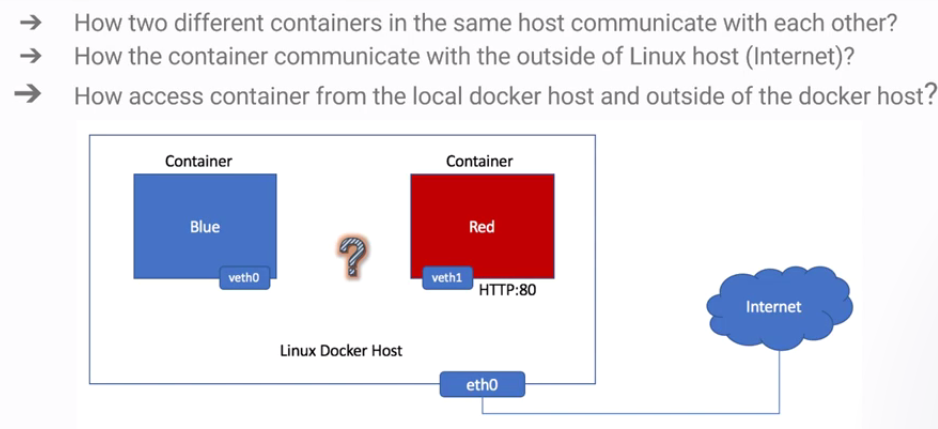 ➔ How two different containers in the same host communicate with each other?
➔ How the container communicate with the outside of Linux host (Internet)?
➔ How access container from the local docker host and outside of the docker host?
Container
Container
Blue
Red
?
veth0
veth1
HTTP:80
Internet
Linux Docker Host
eth0